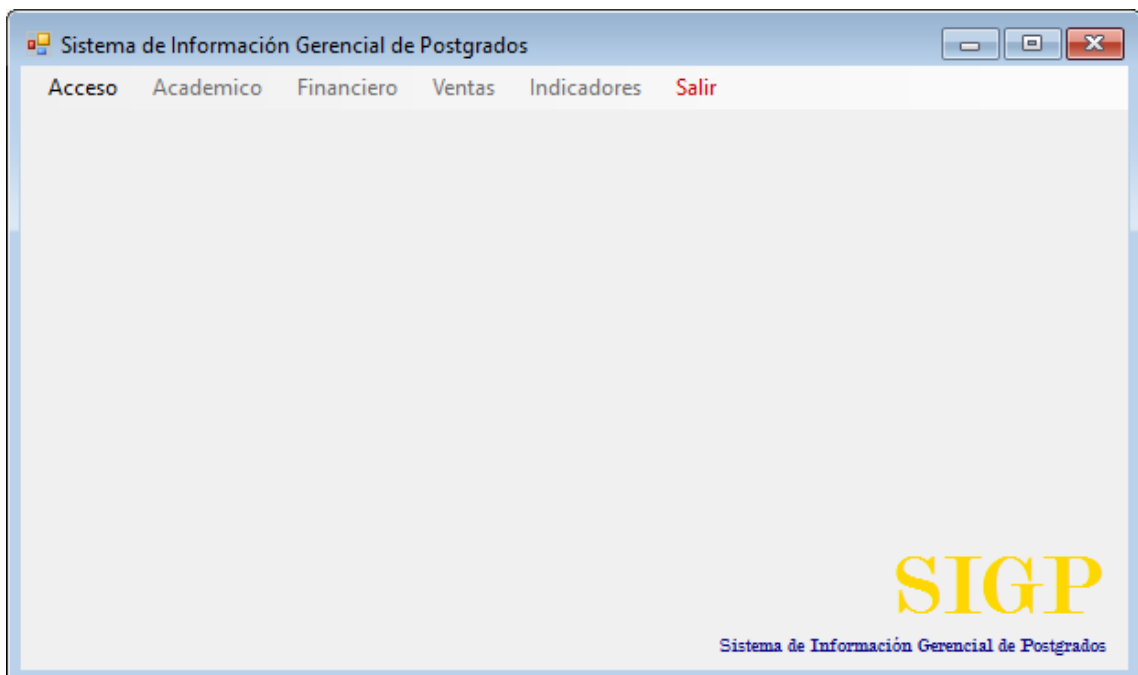 Sistema de Información Gerencial de Postgrados
Acceso Academico Financiero Ventas Indicadores Salir
SIGP
Sistema de Información Gerencial de Postgrados